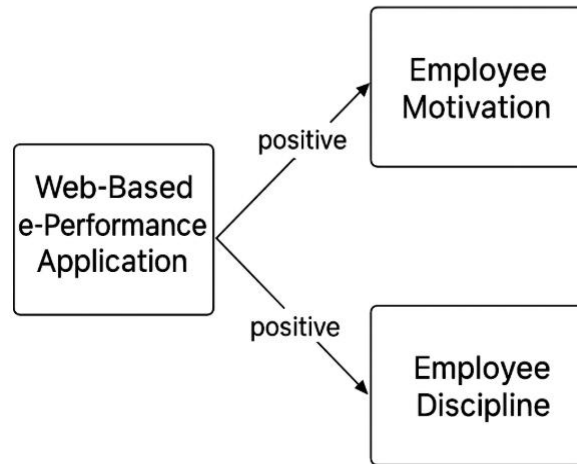 Employee
Motivation
positive
Web-Based
e-Performance
Application
positive
Employee
Discipline